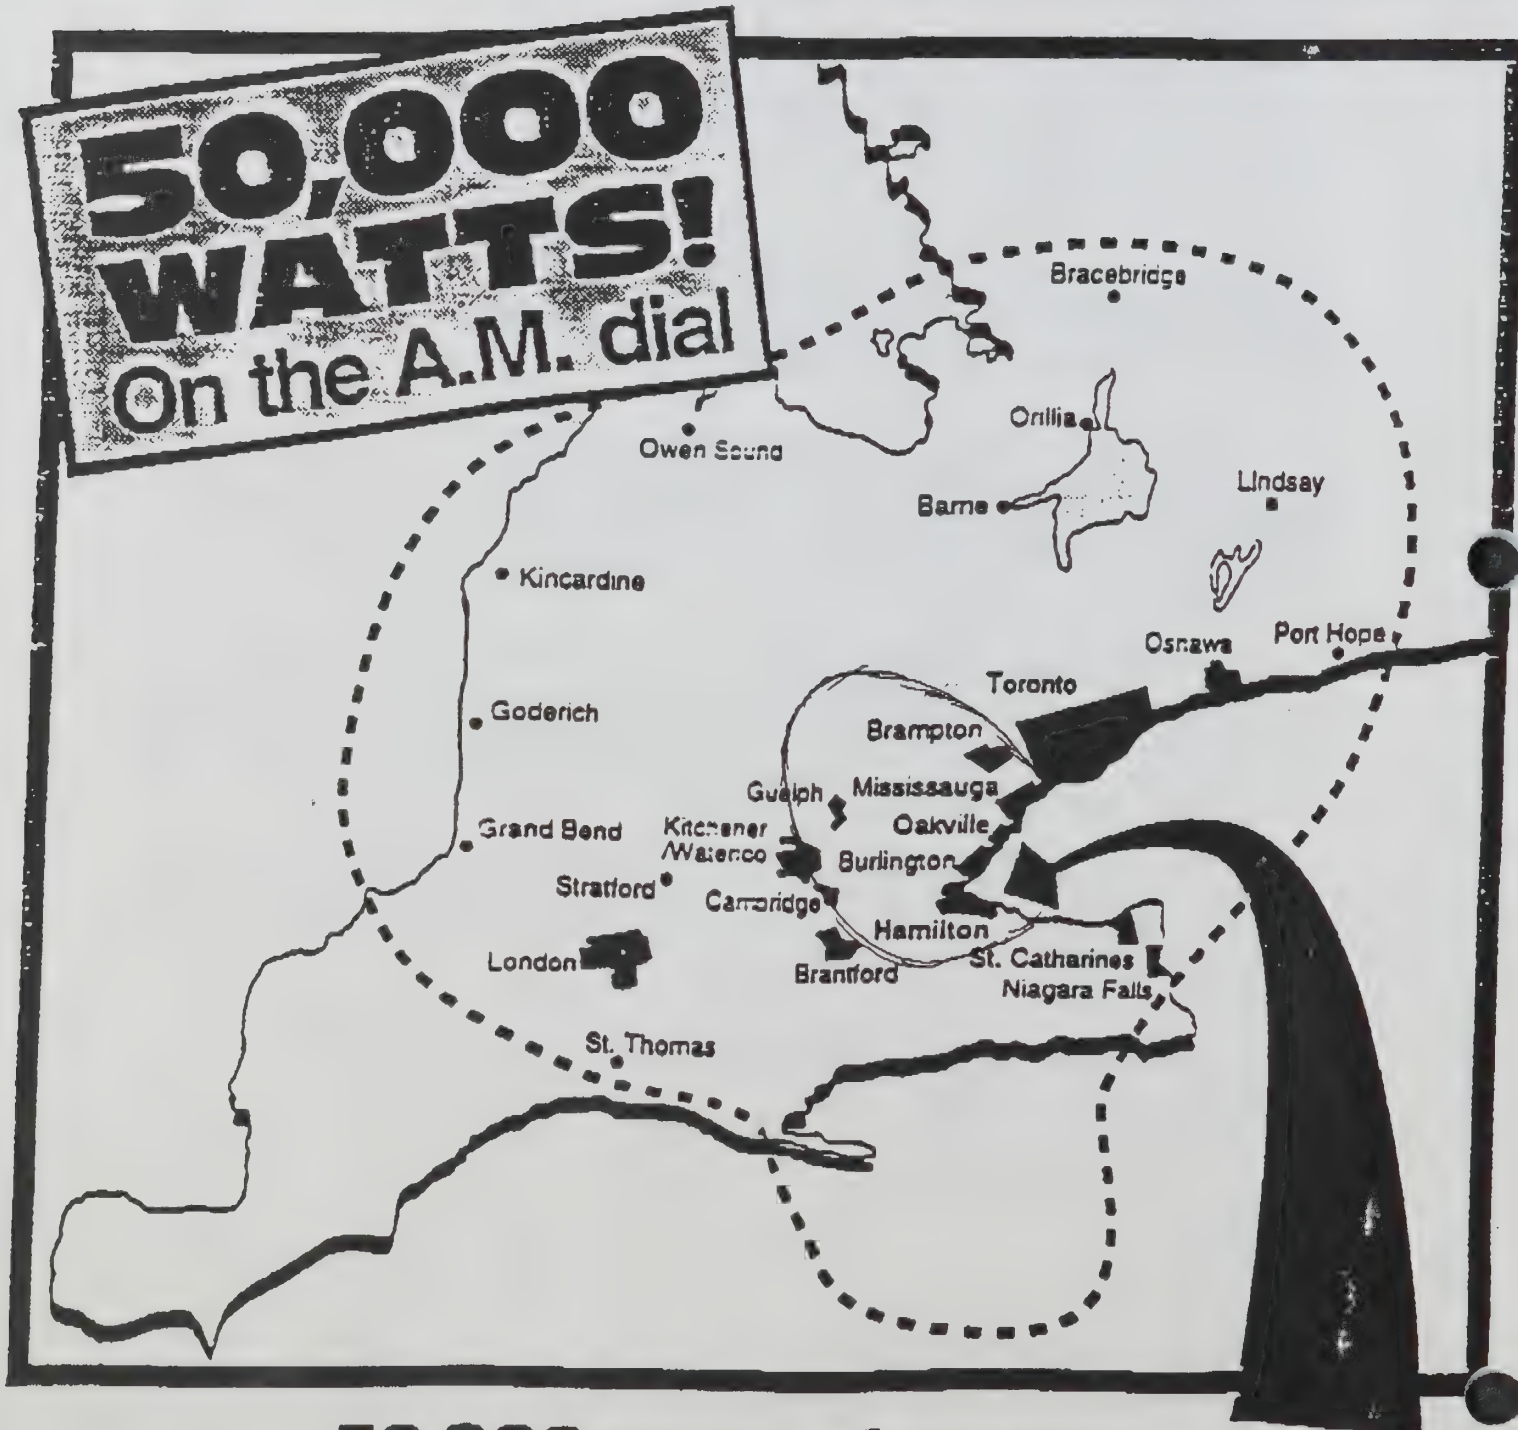 50,000
WATTS!
On the A.M. dial
Bracebridge
Orillia
Owen Sound
Lindsay
Barrie
Kincardine
Port Hope
Oshawa
Toronto
Goderich
Brampton
Guelph
Mississauga
Grand Bend
Kitchener
Oakville
/Waterloo
Burlington
Stratford
Cambridge
Hamilton
London
St. Catharines
Brantford
Niagara Falls
St. Thomas